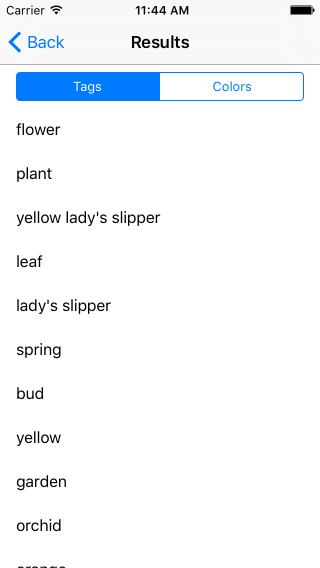 Carrier 11:44 AM
Back Results
Tags Colors
flower
plant
yellow lady's slipper
leaf
lady's slipper
spring
bud
yellow
garden
orchid